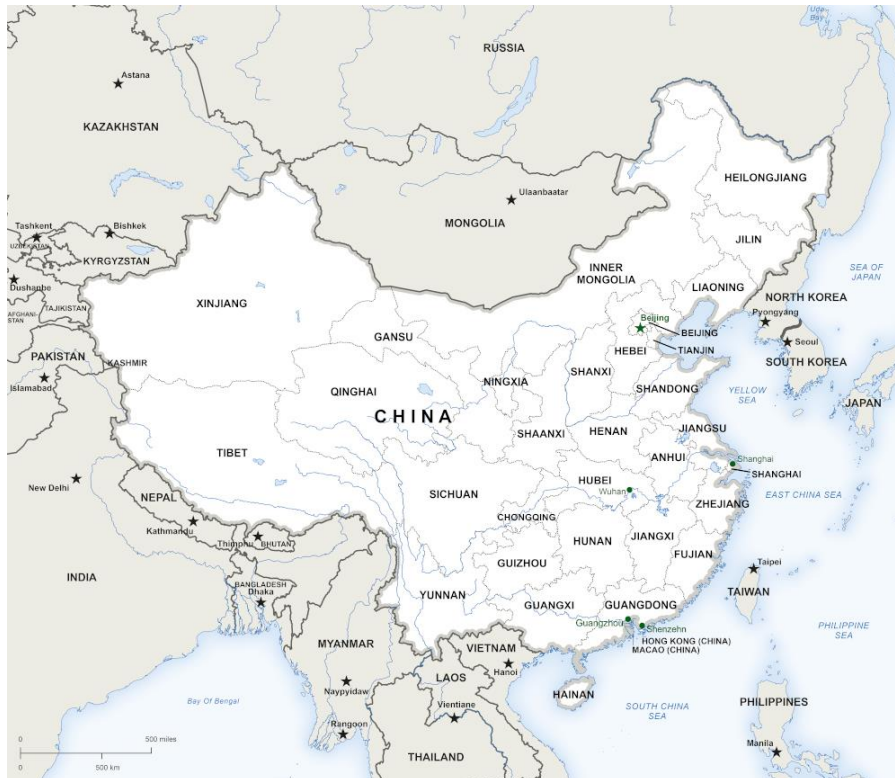 RUSSIA
Astana
KAZAKHSTAN
Ulaanbaatar
MONGOLIA
HEILONGJIANG
JILIN
Tashkent
Bishkek
UZBEKISTAN
KYRGYZSTAN
Dushanbe
TAJIKISTAN
AFGHANI-
STAN
XINJIANG
INNER
MONGOLIA
LIAONING
SEA OF
JAPAN
NORTH KOREA
Pyongyang
Beijing
BEIJING
GANSU
HEBEI
TIANJIN
Seoul
SOUTH KOREA
PAKISTAN
KASHMIR
Islamabad
QINGHAI
NINGXIA
SHANXI
SHANDONG
YELLOW
SEA
JAPAN
CHINA
SHAANXI
HENAN
JIANGSU
TIBET
ANHUI
Shanghai
SHANGHAI
New Delhi
NEPAL
Kathmandu
SICHUAN
HUBEI
Wuhan
ZHEJIANG
EAST CHINA SEA
CHONGQING
Thimphu
BHUTAN
HUNAN
JIANGXI
FUJIAN
GUIZHOU
INDIA
BANGLADESH
Dhaka
YUNNAN
GUANGXI
GUANGDONG
Taipei
TAIWAN
Guangzhou
Shenzehn
HONG KONG (CHINA)
MACAO (CHINA)
PHILIPPINE
SEA
MYANMAR
VIETNAM
Hanoi
LAOS
Naypyidaw
HAINAN
Bay Of Bengal
Vientiane
SOUTH CHINA
SEA
PHILIPPINES
Rangoon
THAILAND
Manila
0
500 miles
0
500 km